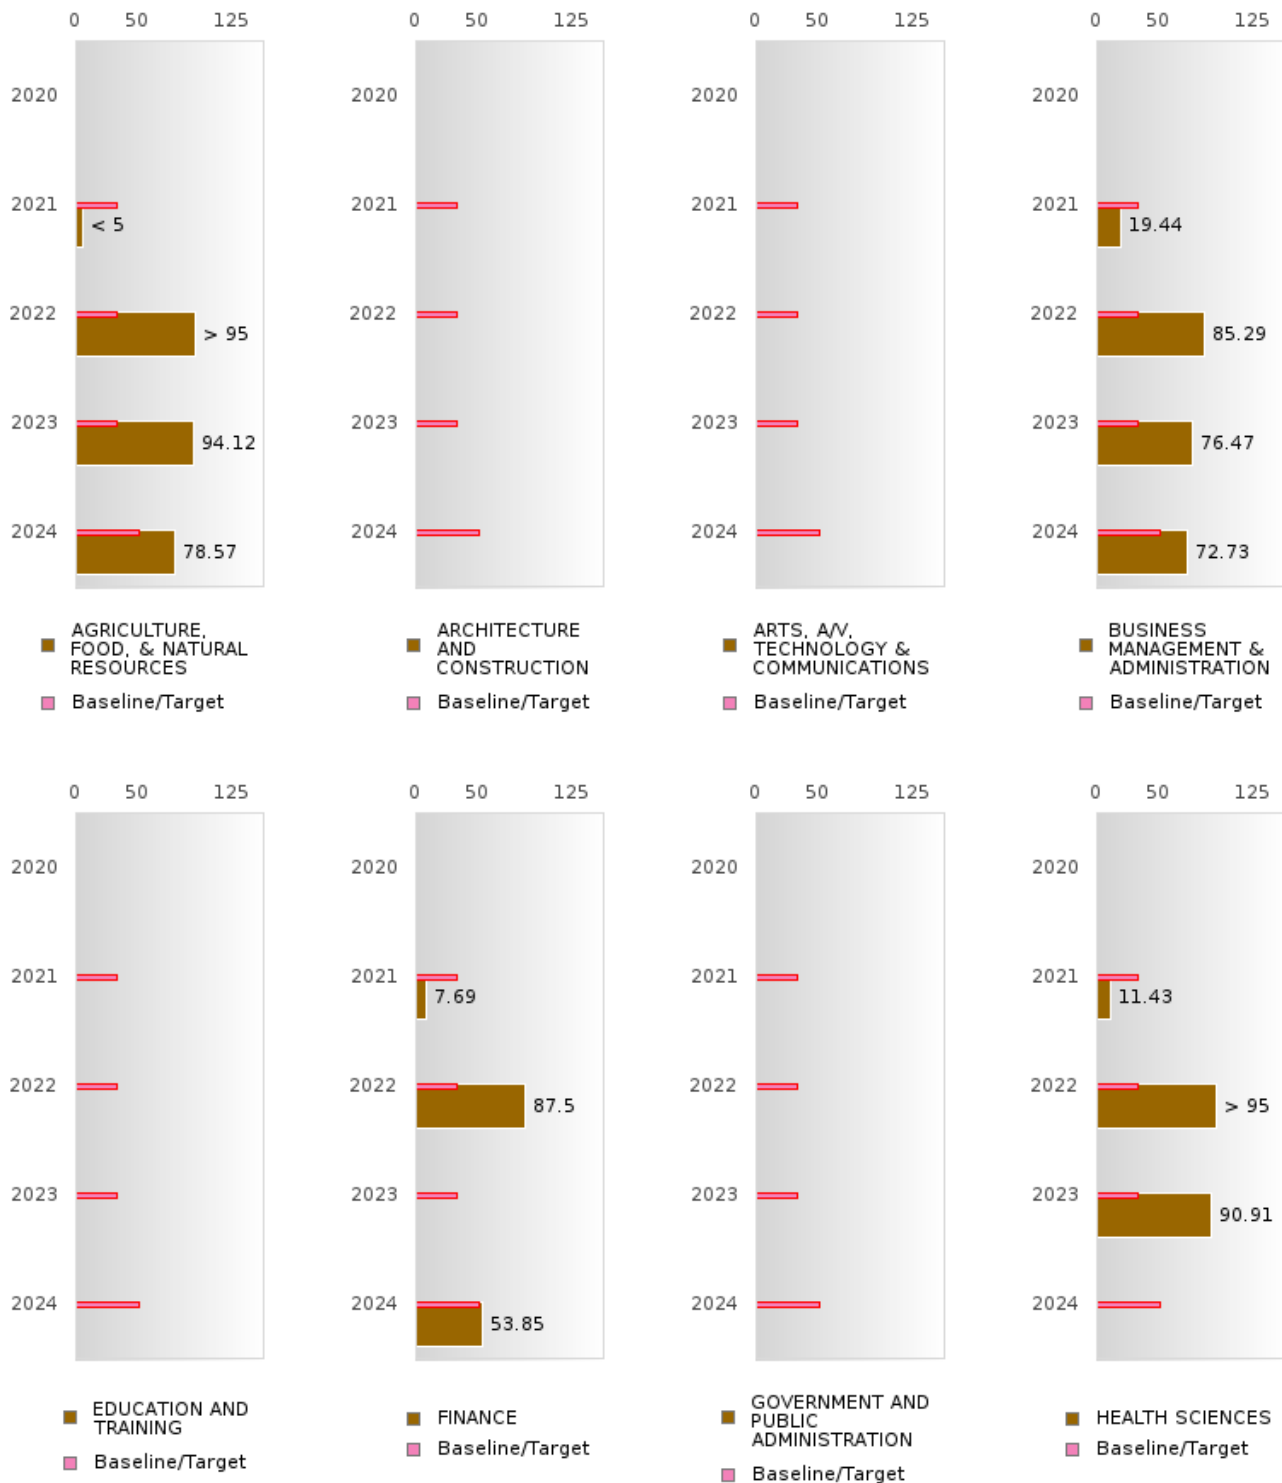 0 50 125
0 50 125
0 50 125
0 50 125
2020
2020
2020
2020
2021
2021
2021
2021
< 5
19.44
2022
2022
2022
2022
> 95
85.29
2023
2023
2023
2023
94.12
76.47
2024
2024
2024
2024
78.57
72.73
AGRICULTURE,
FOOD, & NATURAL
RESOURCES
Baseline/Target
ARCHITECTURE
AND
CONSTRUCTION
Baseline/Target
ARTS, A/V,
TECHNOLOGY &
COMMUNICATIONS
Baseline/Target
BUSINESS
MANAGEMENT &
ADMINISTRATION
Baseline/Target
0 50 125
0 50 125
0 50 125
0 50 125
2020
2020
2020
2020
2021
2021
2021
2021
7.69
11.43
2022
2022
2022
2022
87.5
> 95
2023
2023
2023
2023
90.91
2024
2024
2024
2024
53.85
EDUCATION AND
TRAINING
Baseline/Target
FINANCE
Baseline/Target
GOVERNMENT AND
PUBLIC
ADMINISTRATION
Baseline/Target
HEALTH SCIENCES
Baseline/Target